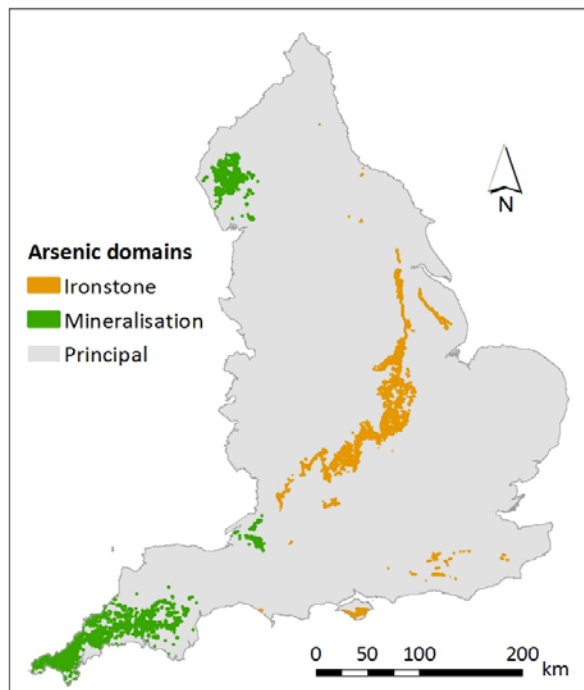 N
Arsenic domains
Ironstone
Mineralisation
Principal
0 50 100 200
km